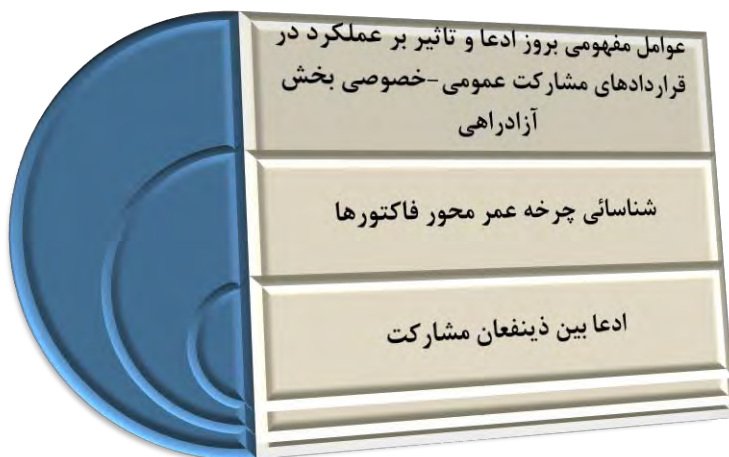 عوامل مفهومی بروز ادعا و تاثیر بر عملکرد در
قراردادهای مشارکت عمومی-خصوصی بخش
آزادراهی
شناسائی چرخه عمر محور فاکتورها
ادعا بین ذینفعان مشارکت